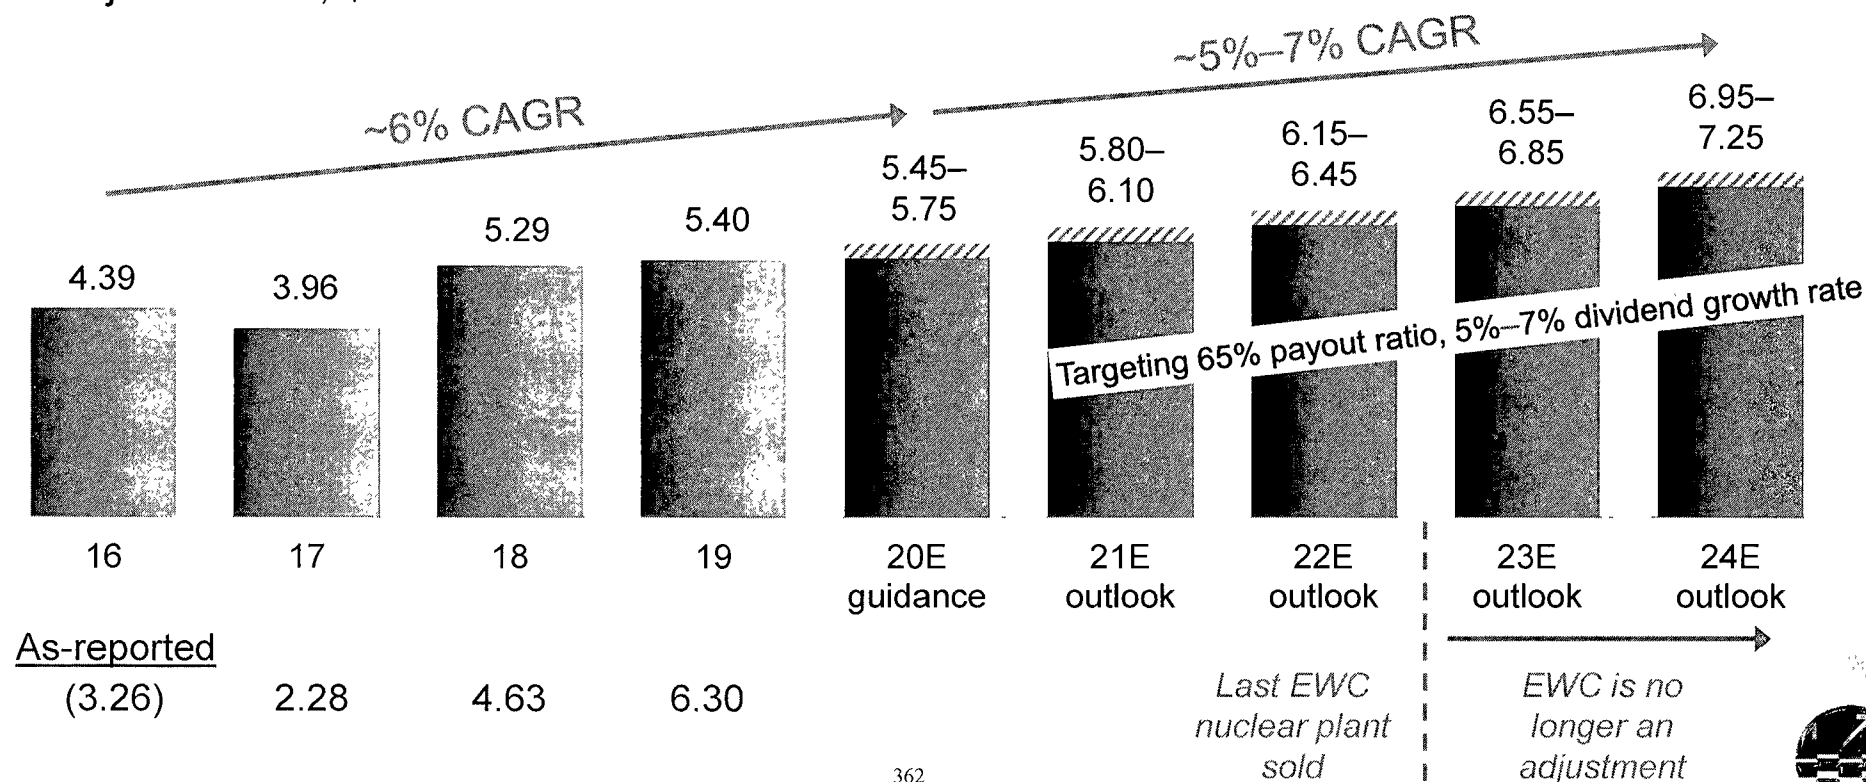 ~5%–7% CAGR
~6% CAGR
6.95–
7.25
6.55–
6.85
6.15–
6.45
5.80–
6.10
5.45–
5.75
5.40
5.29
3.96
4.39
Targeting 65% payout ratio, 5%–7% dividend growth rate
16 17 18 19 20E 21E 22E 23E 24E
guidance outlook outlook outlook outlook
As-reported
(3.26) 2.28 4.63 6.30
Last EWC
nuclear plant
sold
EWC is no
longer an
adjustment
362